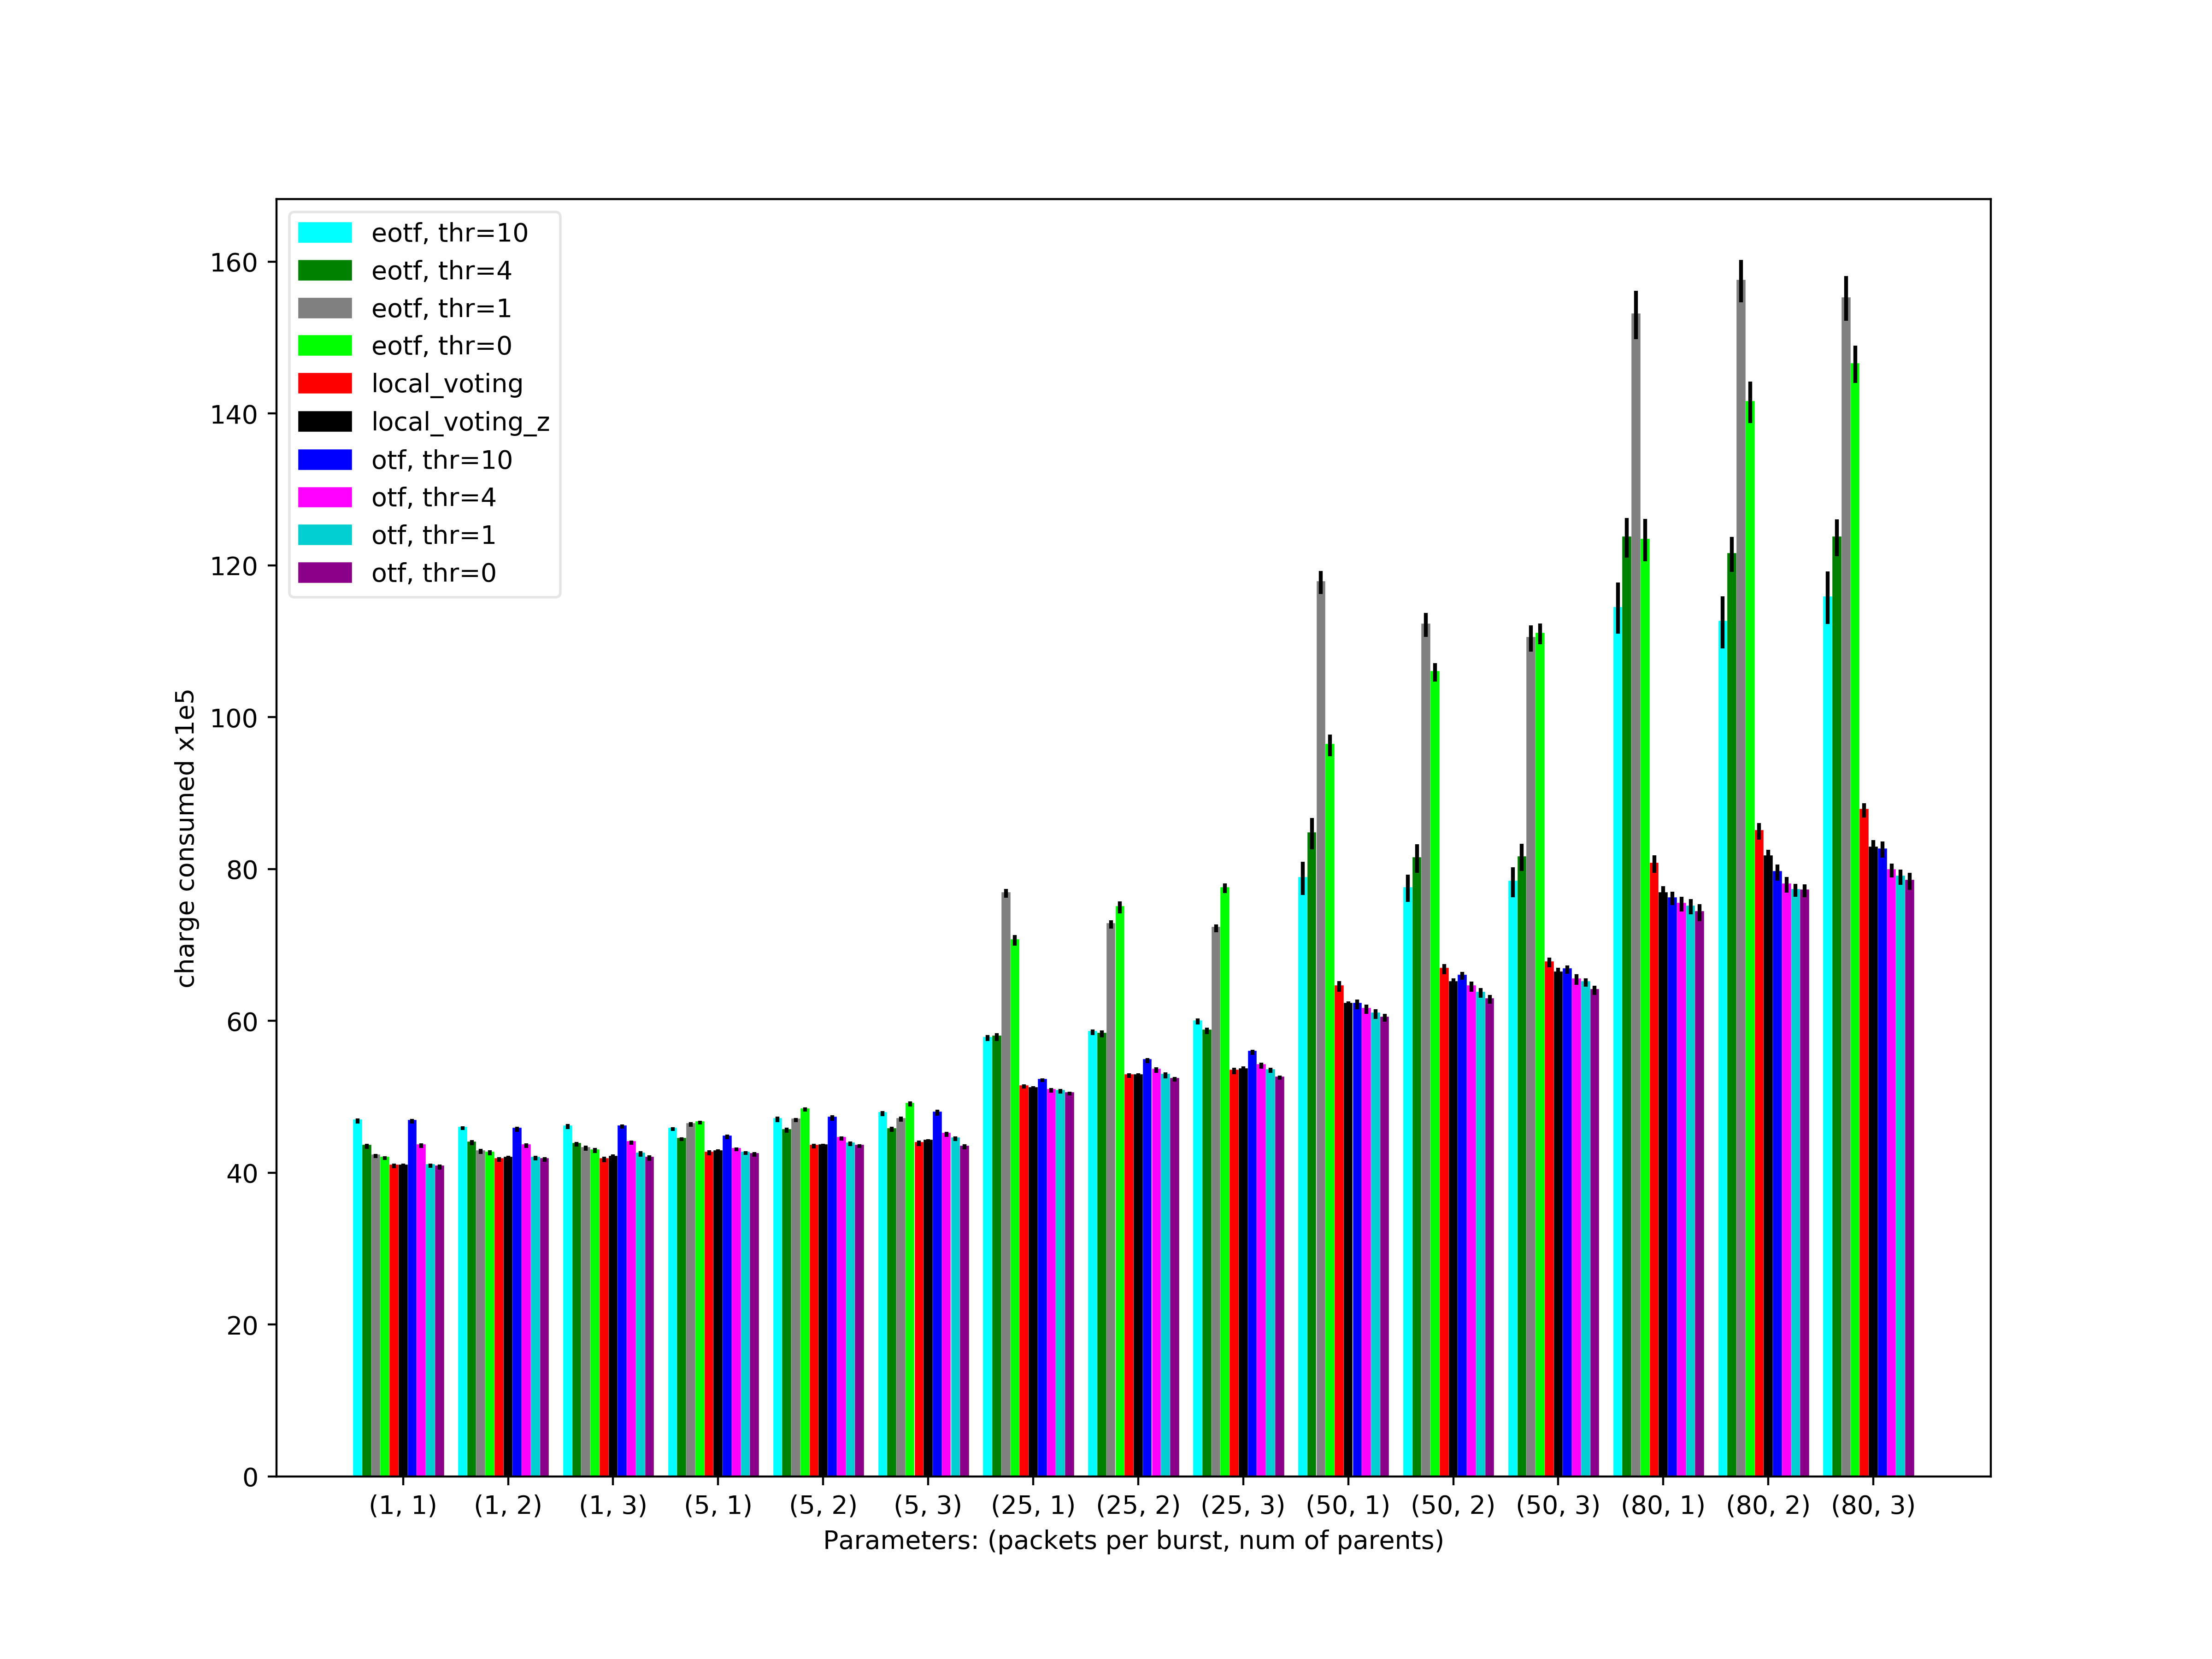 eotf, thr=10
eotf, thr=4
eotf, thr=1
eotf, thr=0
local_voting
local_voting_z
otf, thr=10
otf, thr=4
otf, thr=1
otf, thr=0
160
140
120
100
80
60
40
20
0
charge consumed x1e5
(1, 1) (1, 2) (1, 3) (5, 1) (5, 2) (5, 3) (25, 1) (25, 2) (25, 3) (50, 1) (50, 2) (50, 3) (80, 1) (80, 2) (80, 3)
Parameters: (packets per burst, num of parents)